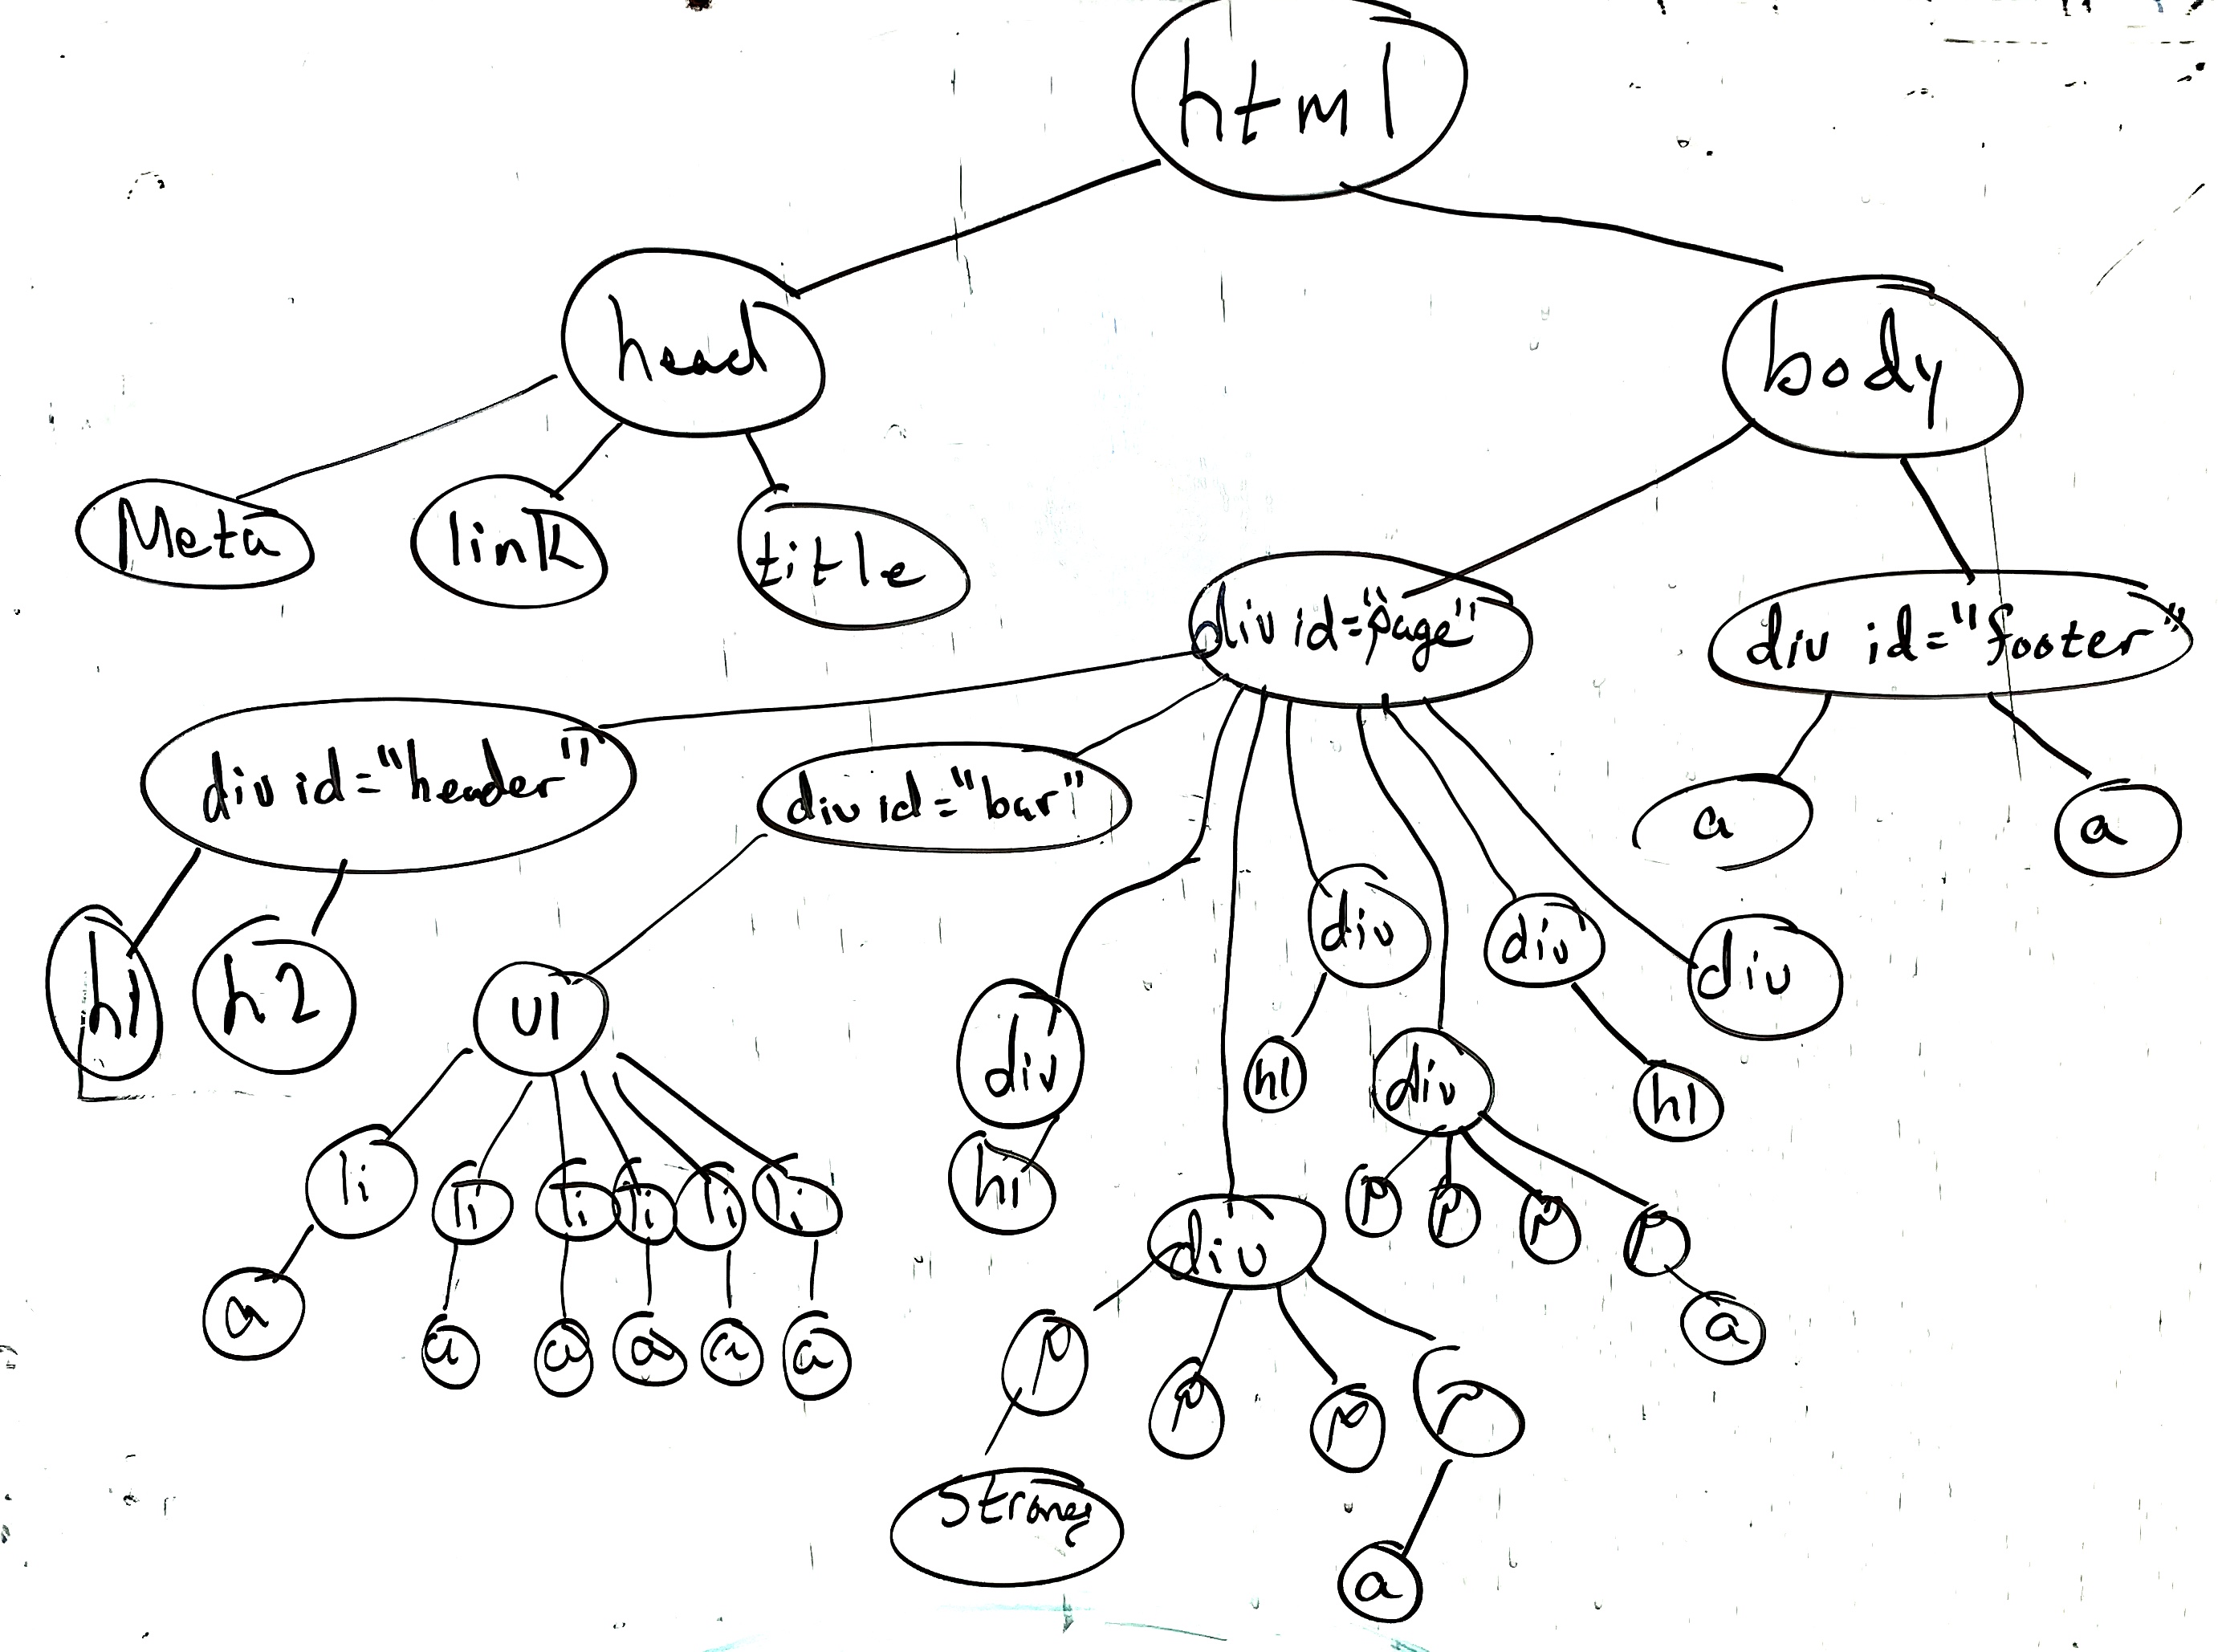 html
head
body
Meta
link
title
div id="page"
div id="footer"
div id="header"
div id="bar"
a
a
h1
h2
ul
div
div
div
div
h1
div
h1
li
li
li
li
li
li
h1
div
p
p
p
p
a
a
a
a
a
a
a
p
p
p
p
strong
a